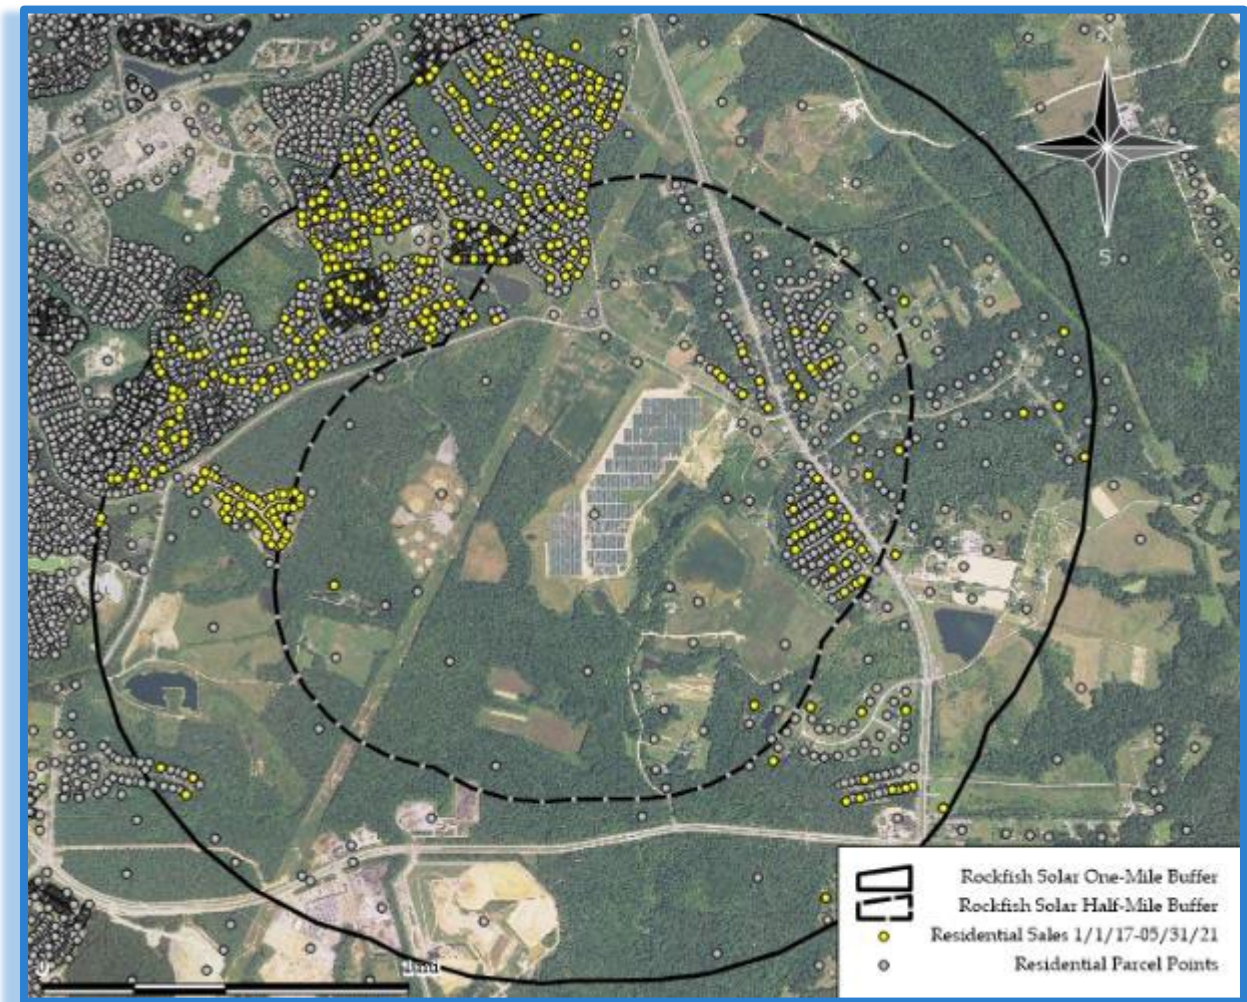 S
Rockfish Solar One-Mile Buffer
Rockfish Solar Half-Mile Buffer
Residential Sales 1/1/17-05/31/21
Residential Parcel Points
0